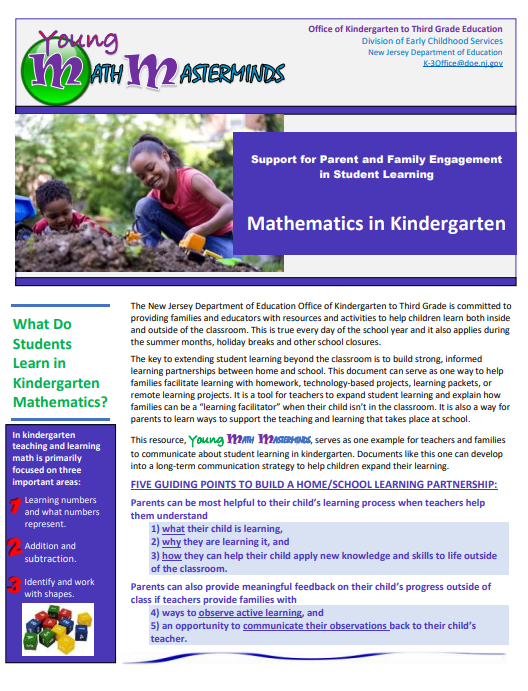 Young
Math Masterminds
Office of Kindergarten to Third Grade Education
Division of Early Childhood Services
New Jersey Department of Education
K-3Office@doe.nj.gov
Support for Parent and Family Engagement
in Student Learning
Mathematics in Kindergarten
What Do
Students
Learn in
Kindergarten
Mathematics?
In kindergarten
teaching and learning
math is primarily
focused on three
important areas:
1 Learning numbers
and what numbers
represent.
2 Addition and
subtraction.
3 Identify and work
with shapes.
The New Jersey Department of Education Office of Kindergarten to Third Grade is committed to
providing families and educators with resources and activities to help children learn both inside
and outside of the classroom. This is true every day of the school year and it also applies during
the summer months, holiday breaks and other school closures.
The key to extending student learning beyond the classroom is to build strong, informed
learning partnerships between home and school. This document can serve as one way to help
families facilitate learning with homework, technology-based projects, learning packets, or
remote learning projects. It is a tool for teachers to expand student learning and explain how
families can be a “learning facilitator” when their child isn’t in the classroom. It is also a way for
parents to learn ways to support the teaching and learning that takes place at school.
This resource, Young Math Masterminds, serves as one example for teachers and families
to communicate about student learning in kindergarten. Documents like this one can develop
into a long-term communication strategy to help children expand their learning.
FIVE GUIDING POINTS TO BUILD A HOME/SCHOOL LEARNING PARTNERSHIP:
Parents can be most helpful to their child’s learning process when teachers help
them understand
1) what their child is learning,
2) why they are learning it, and
3) how they can help their child apply new knowledge and skills to life outside
of the classroom.
Parents can also provide meaningful feedback on their child’s progress outside of
class if teachers provide families with
4) ways to observe active learning, and
5) an opportunity to communicate their observations back to their child’s
teacher.